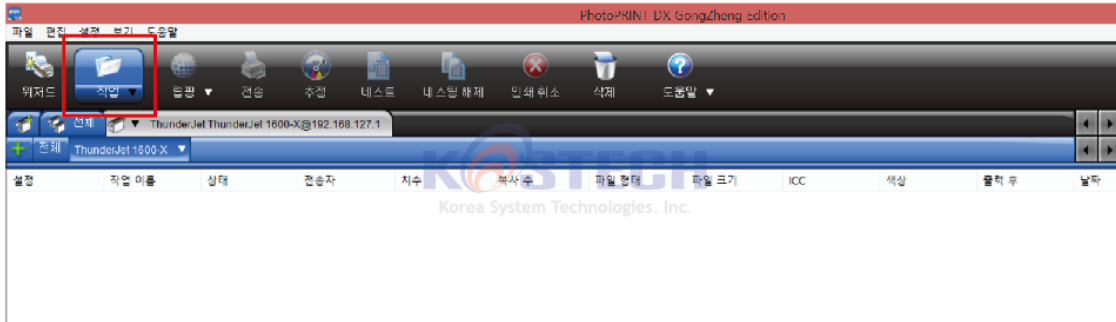 PhotoPRINT DX GongZheng Edition
파일 편집 설정 보기 도움말
위저드 작업 립핑 전송 추정 네스트 네스팅 해제 인쇄 취소 삭제 도움말
전체 ThunderJet ThunderJet 1600-X@192.168.127.1
전체 ThunderJet 1600-X
KOSTECH
설정 작업 이름 상태 전송자 치수 복사 수 파일 형태 파일 크기 ICC 색상 출력 후 날짜
Korea System Technologies, Inc.